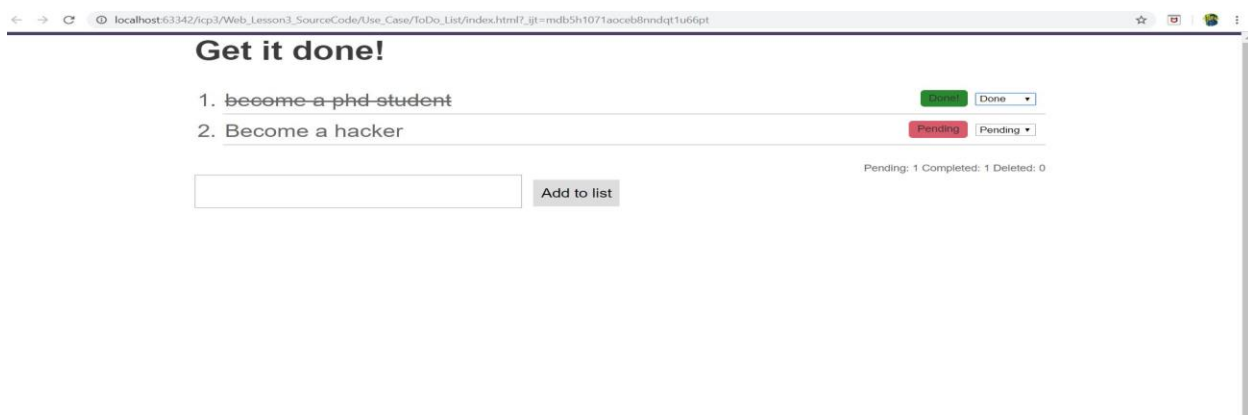 localhost:63342/icp3/Web_Lesson3_SourceCode/Use_Case/ToDo_List/index.html?_ijt=mdb5h1071aoceb8nndqt1u66pt
Get it done!
1. become a phd student Done! Done
2. Become a hacker Pending Pending
Pending: 1 Completed: 1 Deleted: 0
Add to list